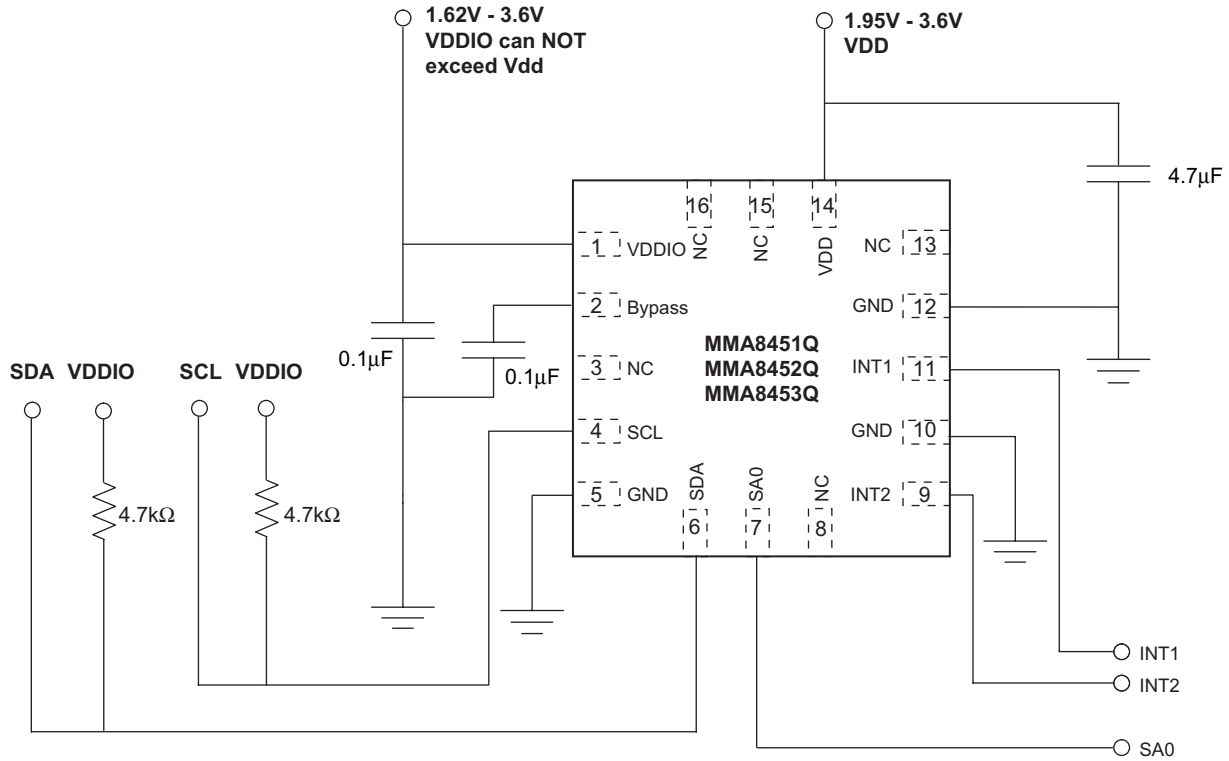 1.62V - 3.6V
VDDIO can NOT
exceed Vdd
1.95V - 3.6V
VDD
4.7μF
16
15
14
NC
NC
VDD
1
VDDIO
NC
13
2
Bypass
GND
12
0.1μF
0.1μF
MMA8451Q
MMA8452Q
MMA8453Q
3
NC
INT1
11
SDA VDDIO
SCL VDDIO
4
SCL
GND
10
5
GND
SDA
SA0
NC
INT2
9
6
7
8
4.7kΩ
4.7kΩ
INT1
INT2
SA0